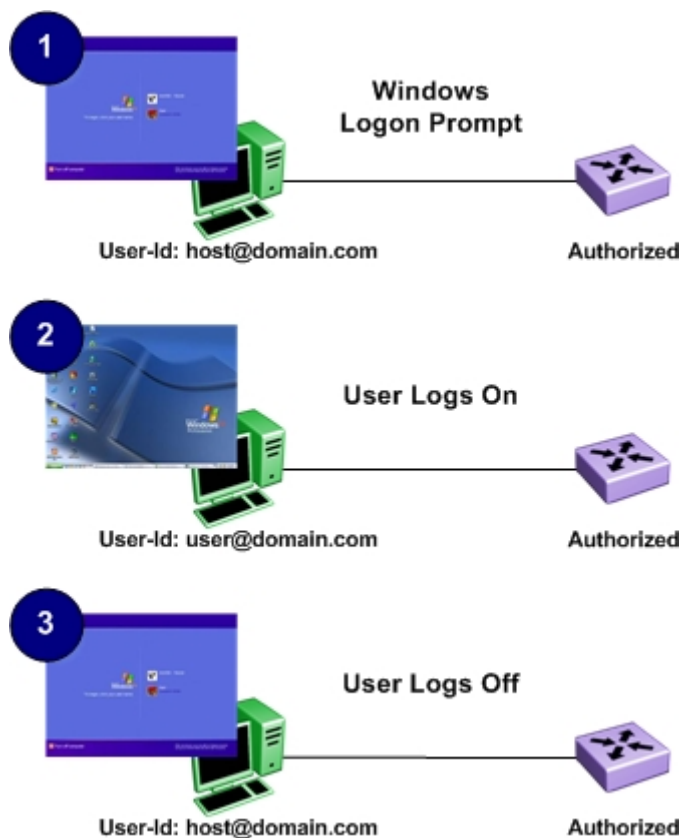 1
Windows
Logon Prompt
User-Id: host@domain.com
Authorized
2
Windows
User Logs On
User-Id: user@domain.com
Authorized
3
User Logs Off
User-Id: host@domain.com
Authorized